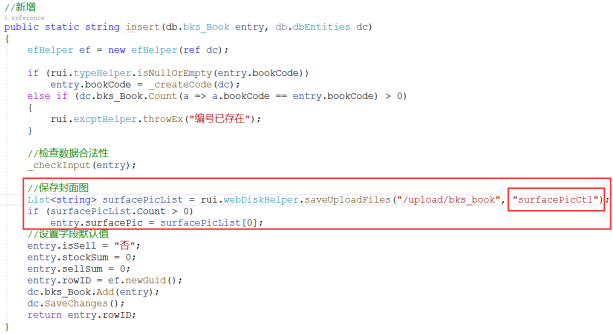 //新增
1 reference
public static string insert(db.bks_Book entry, db.dbEntities dc)
{
efHelper ef = new efHelper(ref dc);
if (rui.typeHelper.isNullOrEmpty(entry.bookCode))
entry.bookCode = _createCode(dc);
else if (dc.bks_Book.Count(a => a.bookCode == entry.bookCode) > 0)
{
rui.excptHelper.throwEx("编号已存在");
}
//检查数据合法性
_checkInput(entry);
//保存封面图
List<string> surfacePicList = rui.webDiskHelper.saveUploadFiles("/upload/bks_book", "surfacePicCtl");
if (surfacePicList.Count > 0)
entry.surfacePic = surfacePicList[0];
//设置字段默认值
entry.isSell = "否";
entry.stockSum = 0;
entry.sellSum = 0;
entry.rowID = ef.newGuid();
dc.bks_Book.Add(entry);
dc.SaveChanges();
return entry.rowID;
}